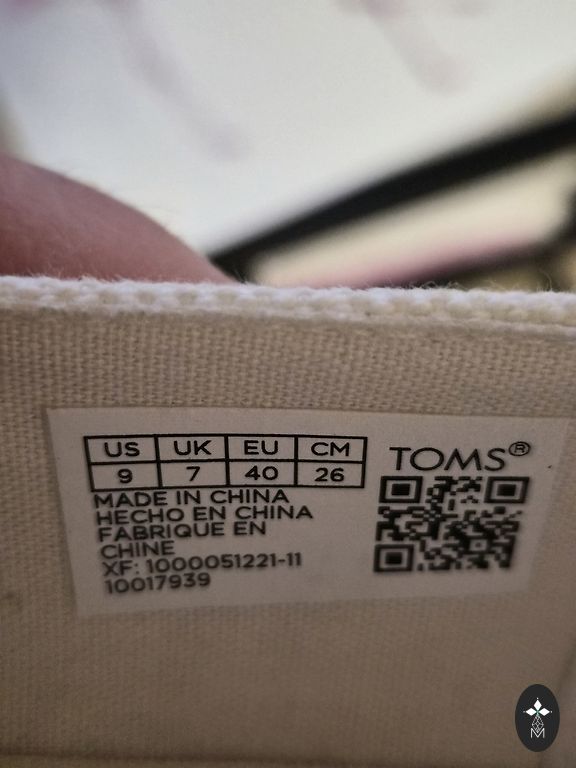 US UK EU CM
9 7 40 26
TOMS®
MADE IN CHINA
HECHO EN CHINA
FABRIQUE EN
CHINE
XF: 1000051221-11
10017939
M